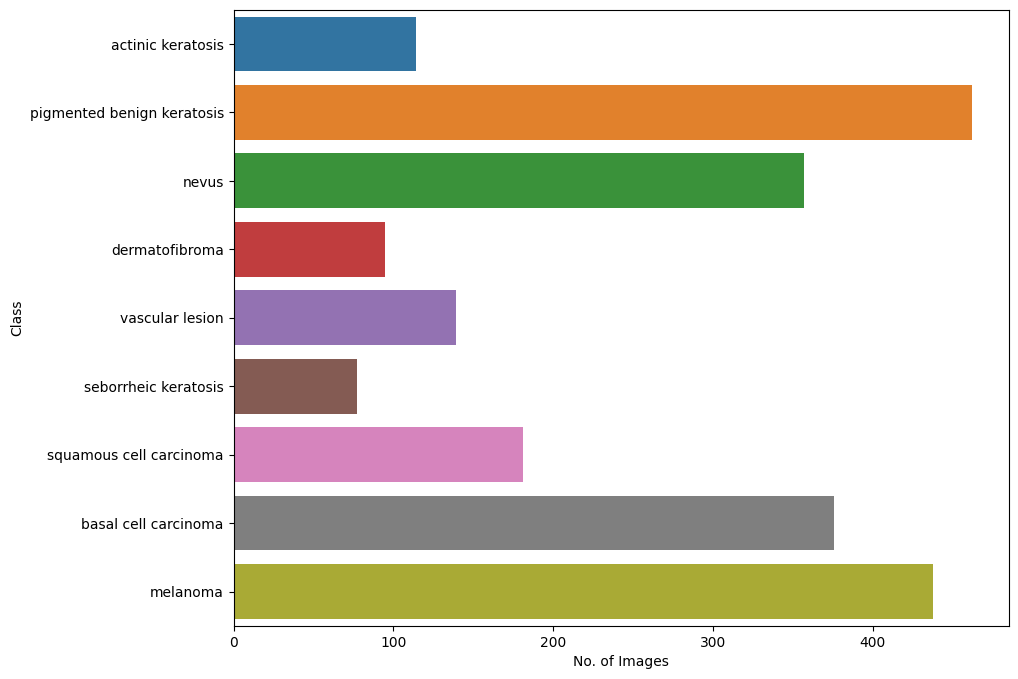 actinic keratosis
pigmented benign keratosis
nevus
dermatofibroma
vascular lesion
seborrheic keratosis
squamous cell carcinoma
basal cell carcinoma
melanoma
Class
0 100 200 300 400
No. of Images